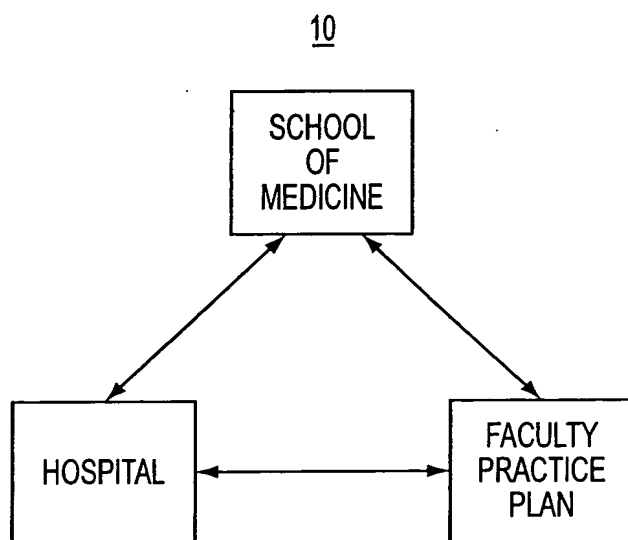 10
SCHOOL
OF
MEDICINE
HOSPITAL
FACULTY
PRACTICE
PLAN